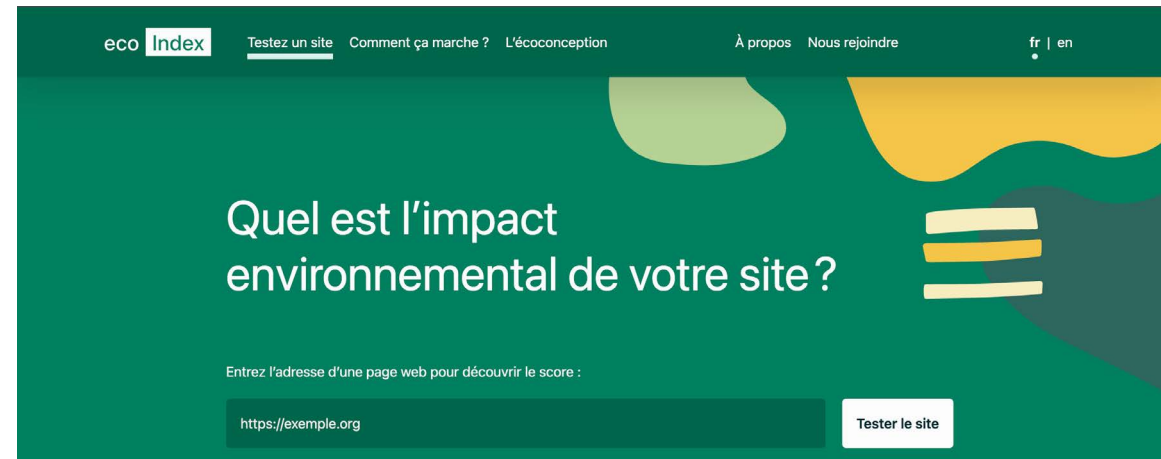 eco Index
Testez un site Comment ça marche ? L'écoconception À propos Nous rejoindre fr | en
Quel est l'impact
environnemental de votre site ?
Entrez l'adresse d'une page web pour découvrir le score :
https://exemple.org
Tester le site